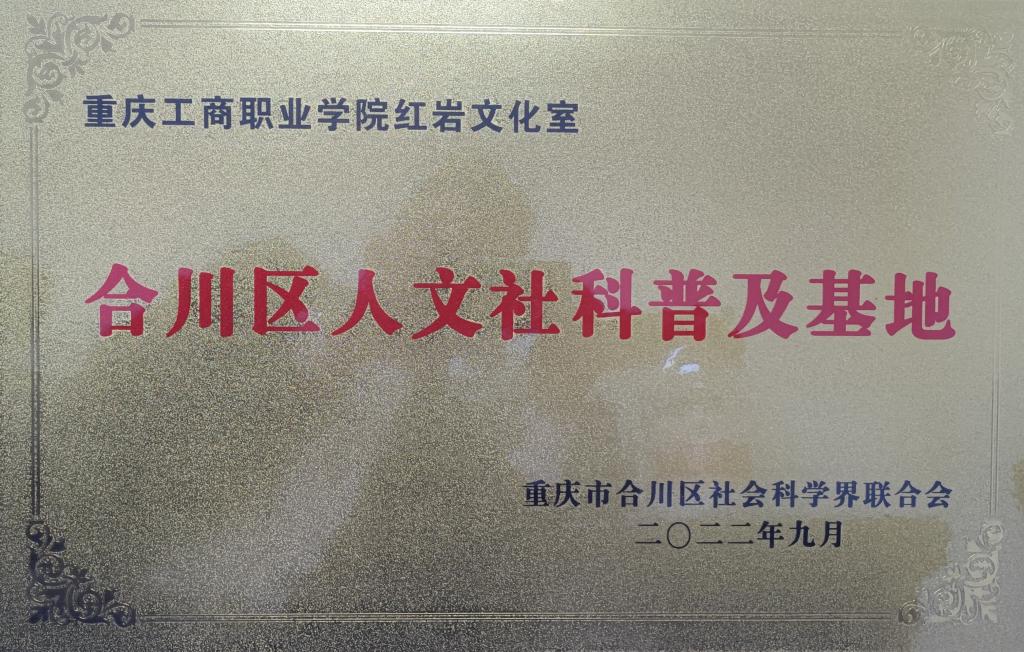 重庆工商职业学院红岩文化室
合川区人文社科普及基地
重庆市合川区社会科学界联合会
二〇二二年九月